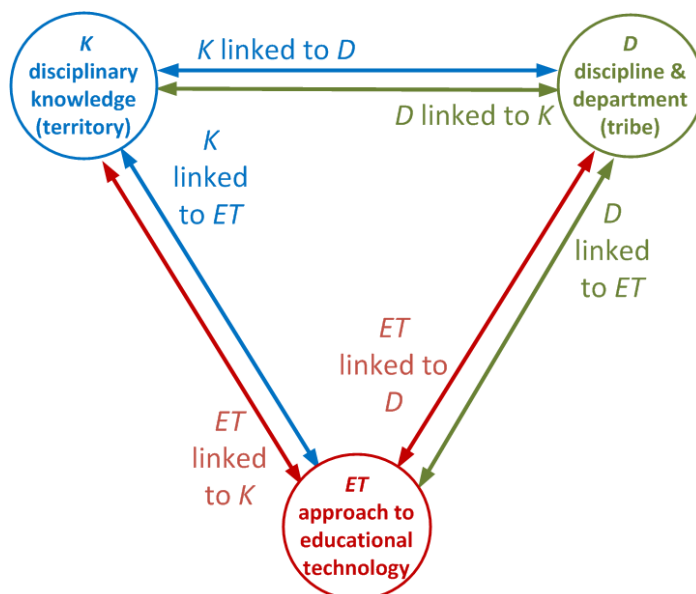 K
disciplinary
knowledge
(territory)
K linked to D
D linked to K
D
discipline &
department
(tribe)
K
linked
to ET
D
linked
to ET
ET
linked to
D
ET
linked
to K
ET
approach to
educational
technology